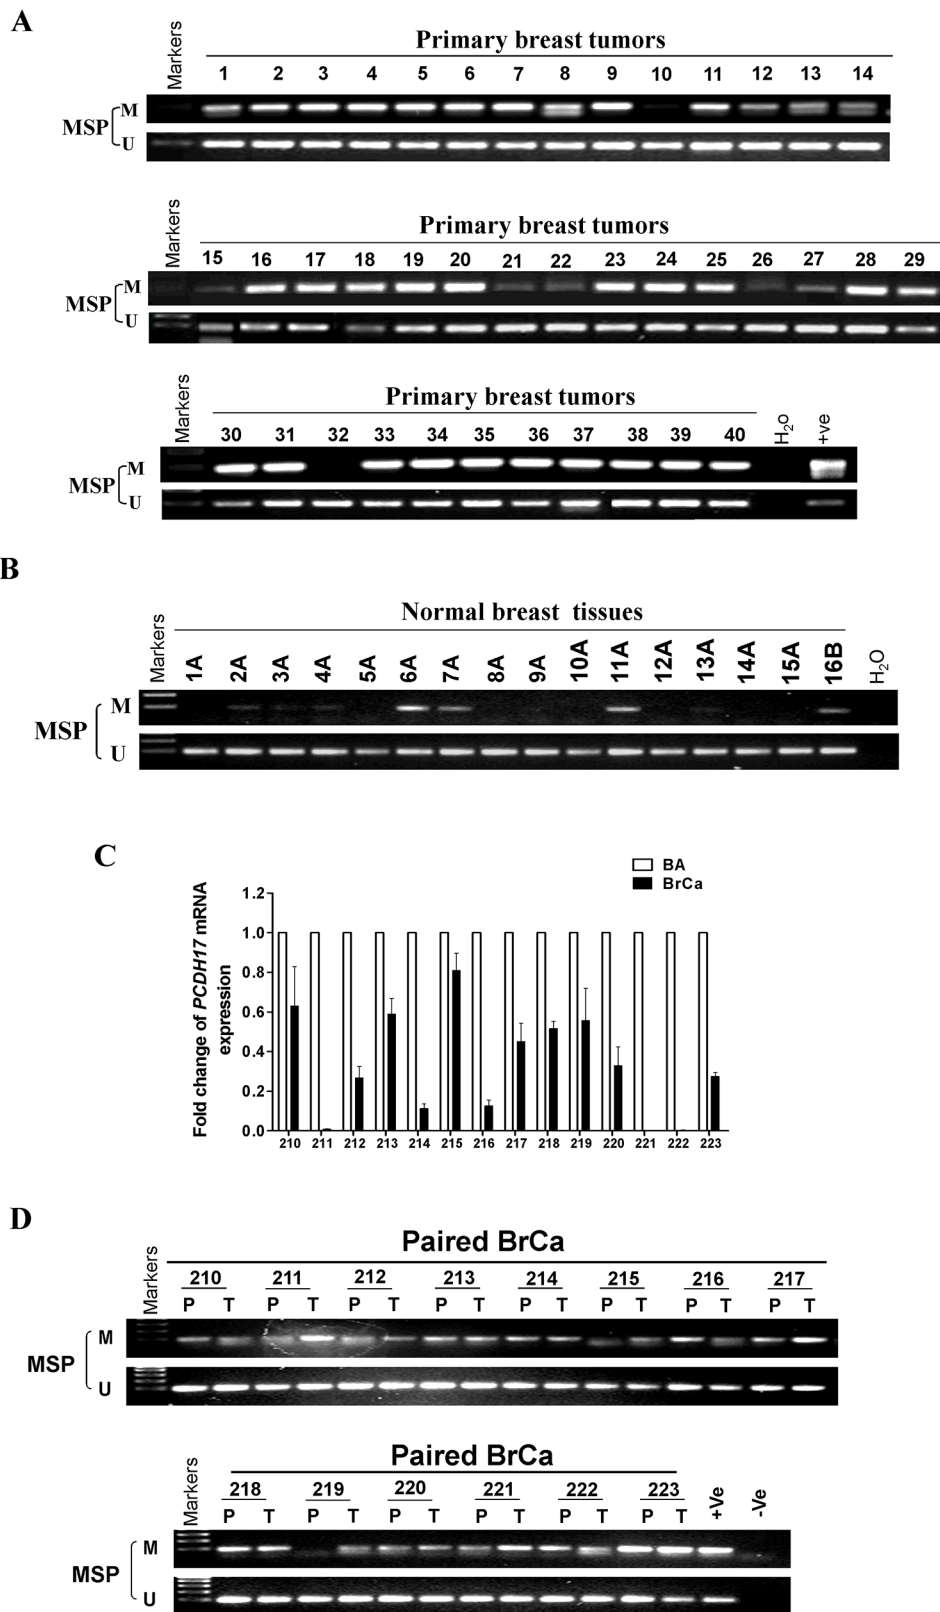 A
Markers
Primary breast tumors
1 2 3 4 5 6 7 8 9 10 11 12 13 14
MSP
M
U
Markers
Primary breast tumors
15 16 17 18 19 20 21 22 23 24 25 26 27 28 29
MSP
M
U
Markers
Primary breast tumors
30 31 32 33 34 35 36 37 38 39 40 H2o +ve
MSP
M
U
B
Markers
Normal breast tissues
1A 2A 3A 4A 5A 6A 7A 8A 9A 10A 11A 12A 13A 14A 15A 16B H2O
MSP
M
U
C
BA
BrCa
Fold change of PCDH17 mRNA
expression
1.2
1.0
0.8
0.6
0.4
0.2
0.0
210 211 212 213 214 215 216 217 218 219 220 221 222 223
D
Markers
Paired BrCa
210 211 212 213 214 215 216 217
P T P T P T P T P T P T P T P T
MSP
M
U
Markers
Paired BrCa
218 219 220 221 222 223 +Ve -Ve
P T P T P T P T P T P T
MSP
M
U